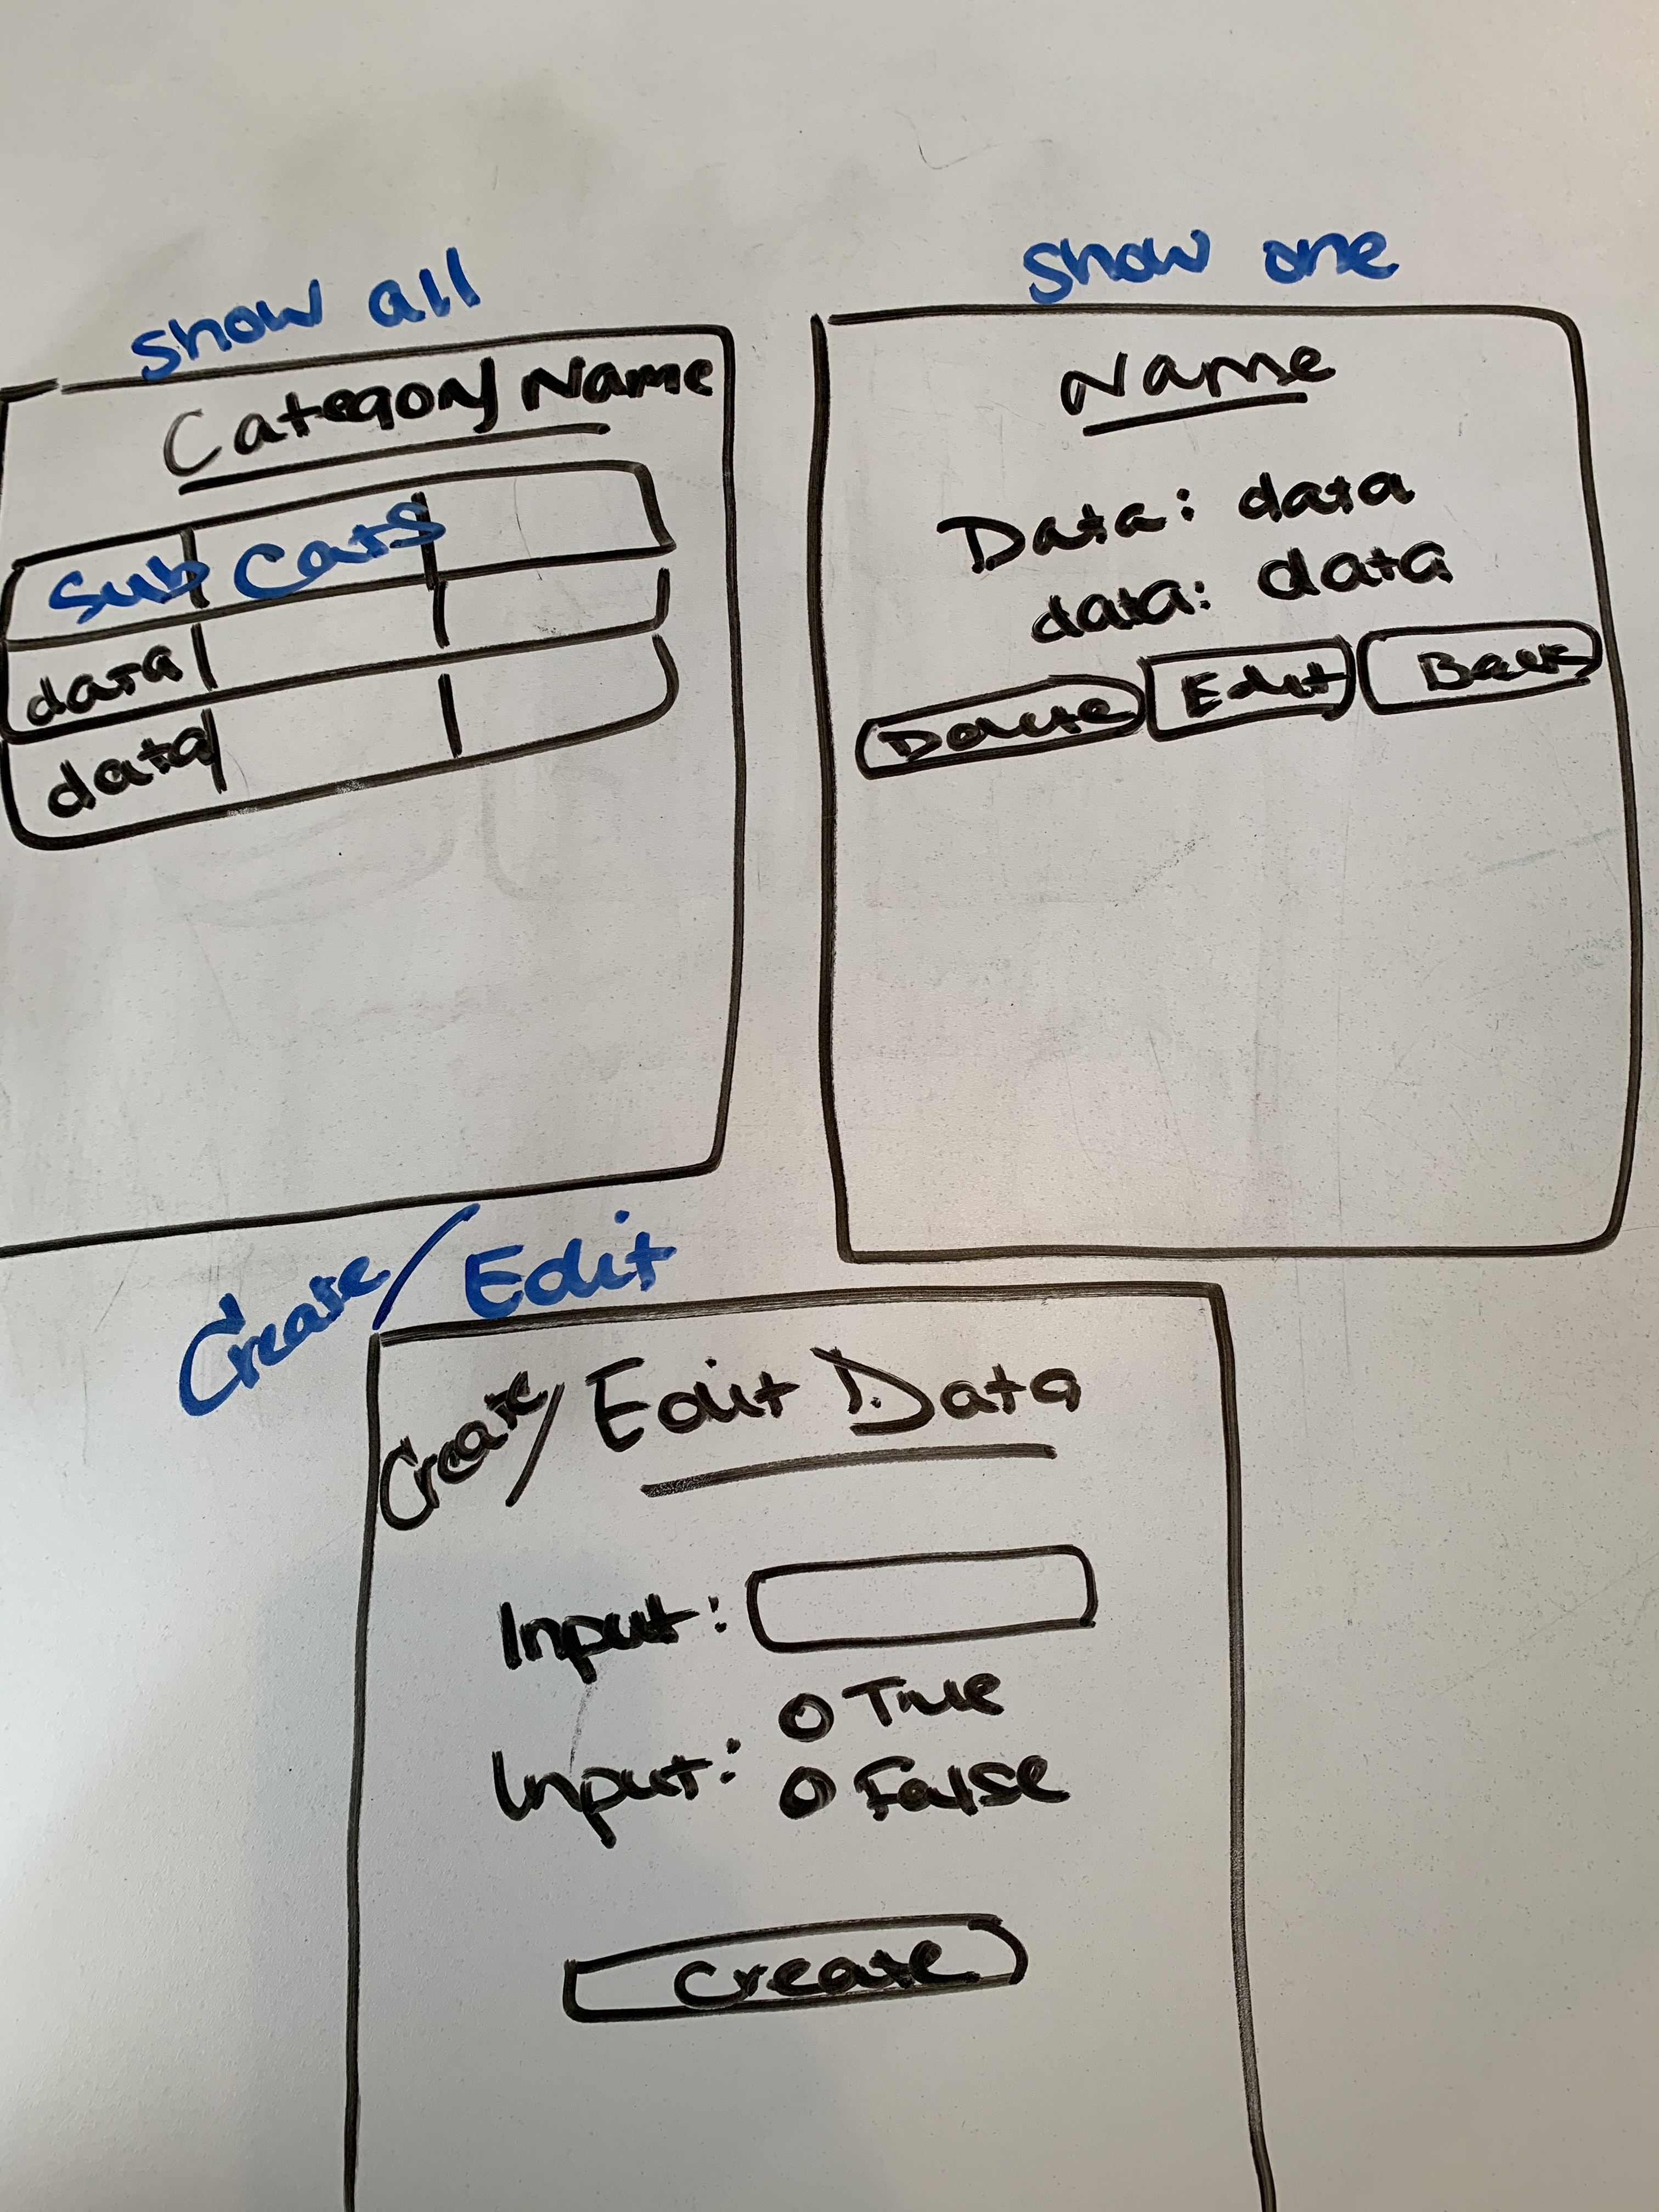 show all
Category Name
Sub Cats
data
data
show one
Name
Data: data
data: data
Delete Edit Back
Create/Edit
Create/Edit Data
Input:
Input: True
False
Create